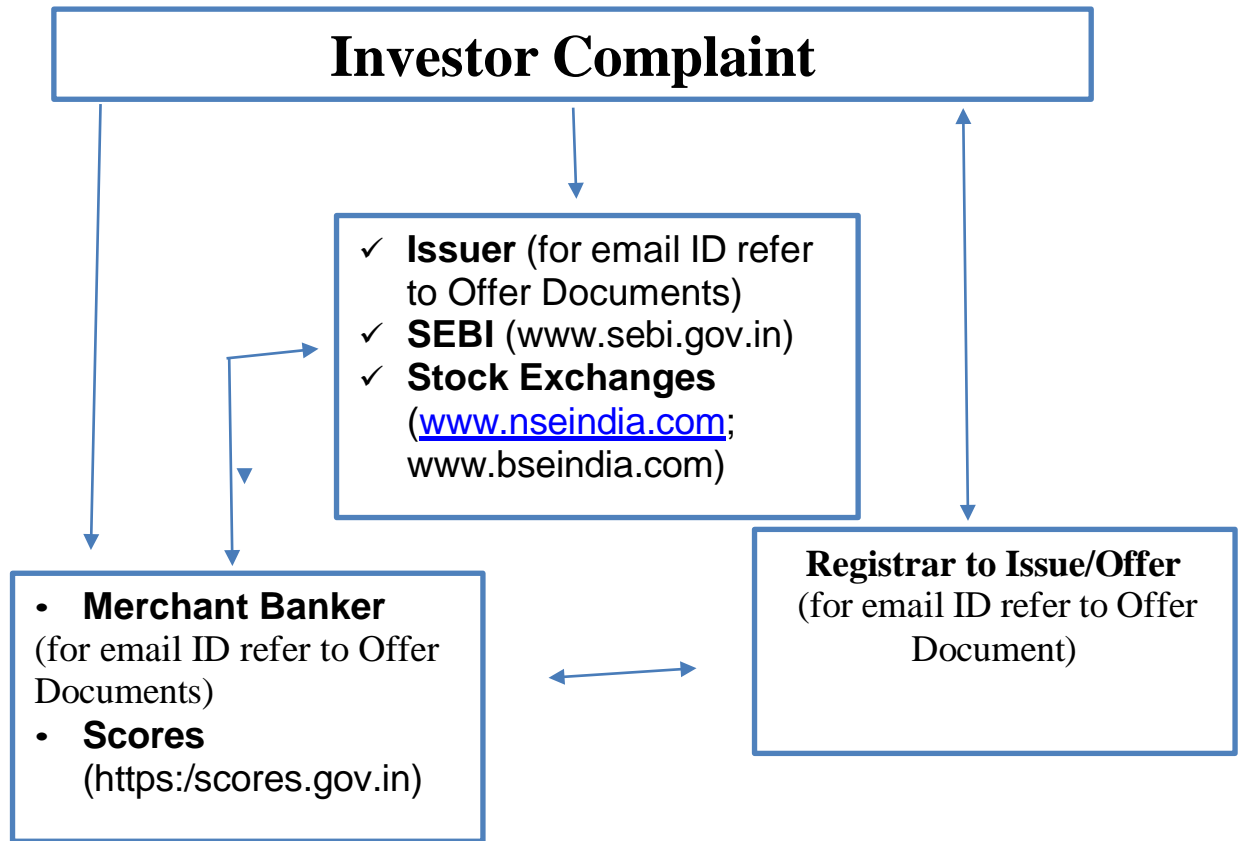 Investor Complaint
✓ Issuer (for email ID refer
to Offer Documents)
✓ SEBI (www.sebi.gov.in)
✓ Stock Exchanges
(www.nseindia.com;
www.bseindia.com)
• Merchant Banker
(for email ID refer to Offer
Documents)
• Scores
(https:/scores.gov.in)
Registrar to Issue/Offer
(for email ID refer to Offer
Document)